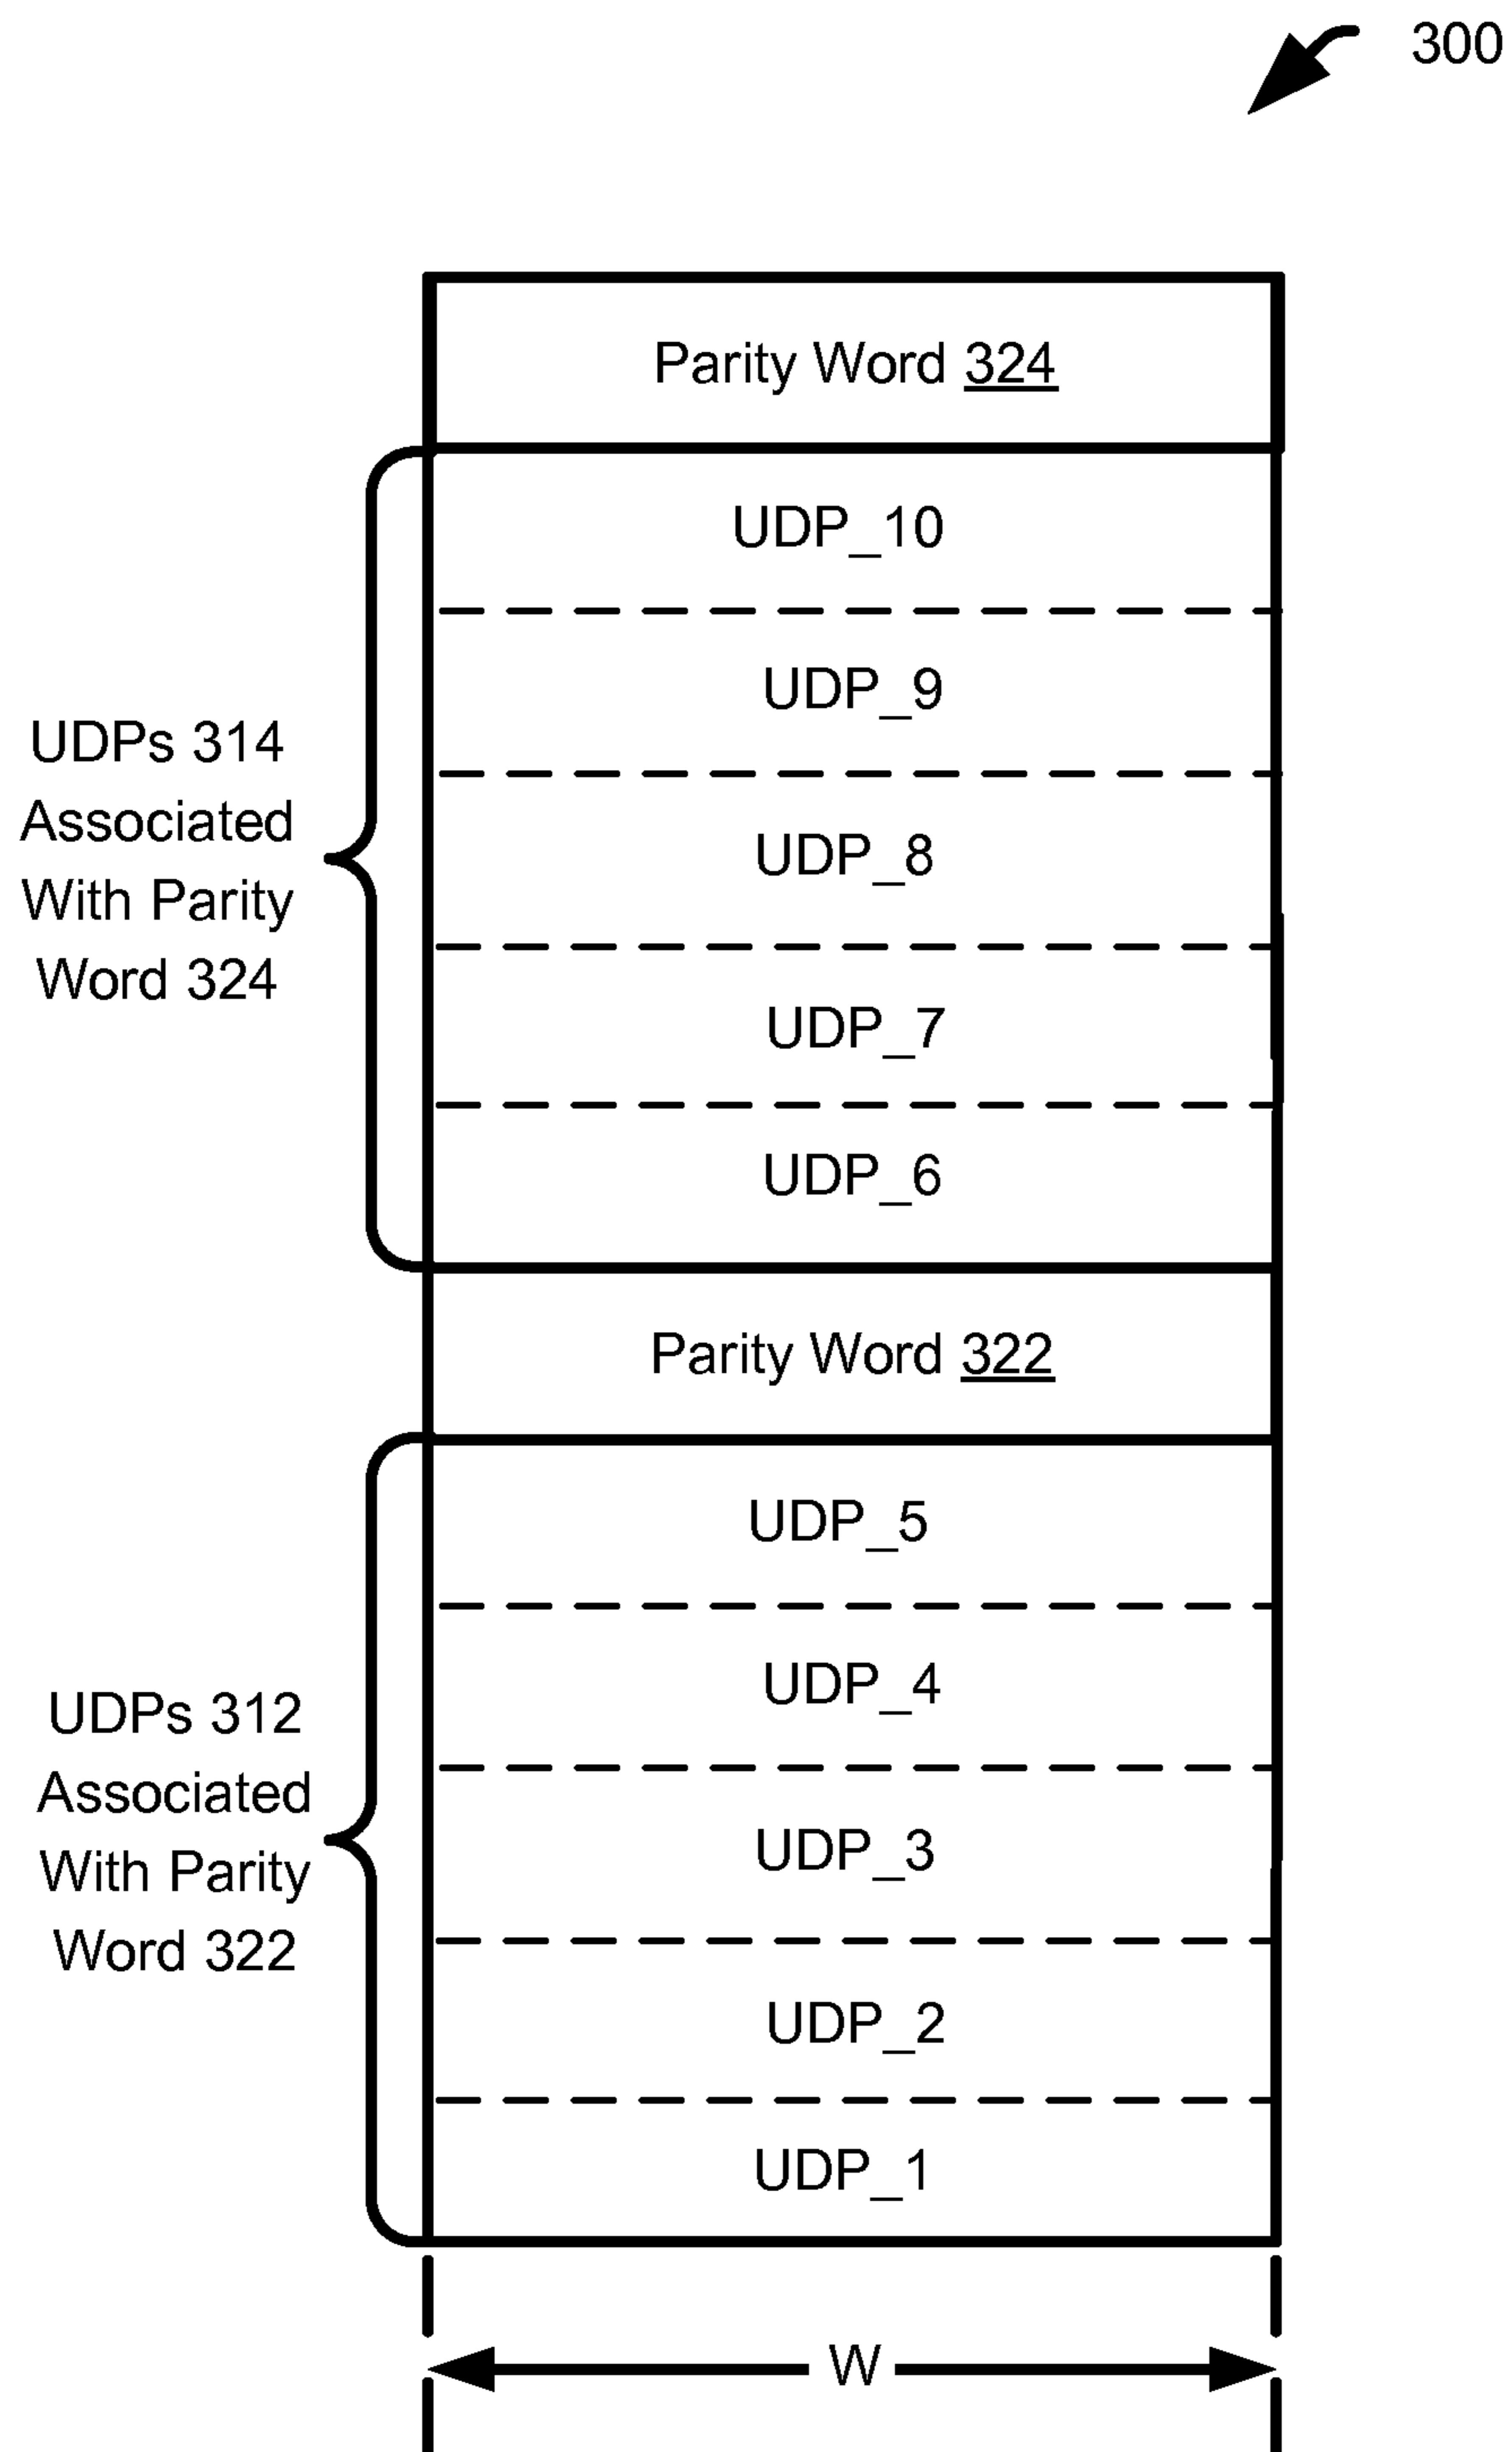 300
Parity Word 324
UDP_10
UDP_9
UDP_8
UDP_7
UDP_6
UDPs 314
Associated
With Parity
Word 324
Parity Word 322
UDP_5
UDP_4
UDP_3
UDP_2
UDP_1
UDPs 312
Associated
With Parity
Word 322
W